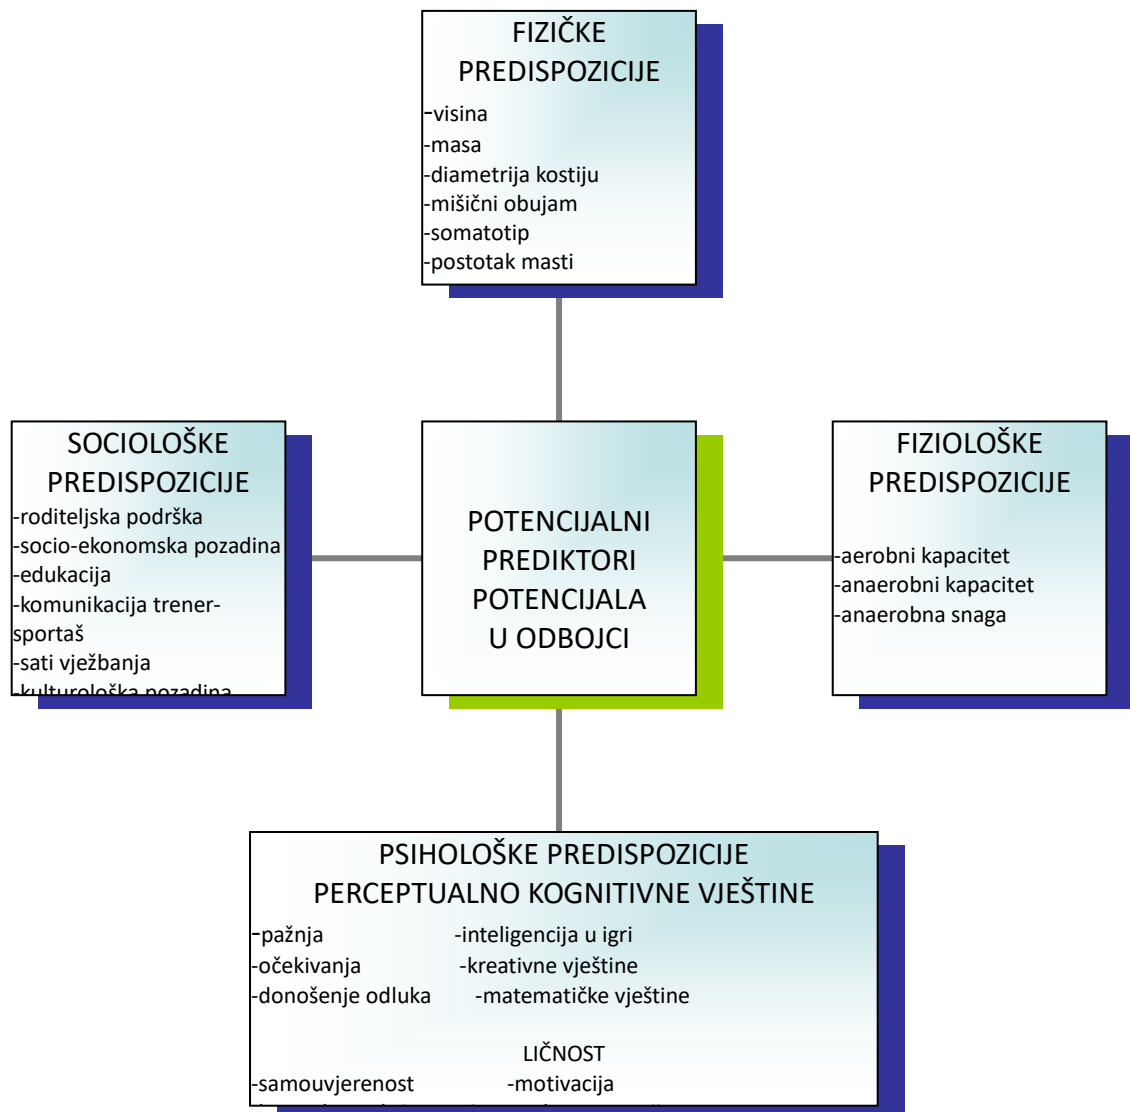 FIZIČKE
PREDISPOZICIJE
-visina
-masa
-diametrija kostiju
-mišični obujam
-somatotip
-postotak masti
SOCIOLOŠKE
PREDISPOZICIJE
-roditeljska podrška
-socio-ekonomska pozadina
-edukacija
-komunikacija trener-
sportaš
-sati vježbanja
-kulturološka pozadina
POTENCIJALNI
PREDIKTORI
POTENCIJALA
U ODBOJCI
FIZIOLOŠKE
PREDISPOZICIJE
-aerobni kapacitet
-anaerobni kapacitet
-anaerobna snaga
PSIHOLOŠKE PREDISPOZICIJE
PERCEPTUALNO KOGNITIVNE VJEŠTINE
-pažnja -inteligencija u igri
-očekivanja -kreativne vještine
-donošenje odluka -matematičke vještine
LIČNOST
-samouvjerenost -motivacija